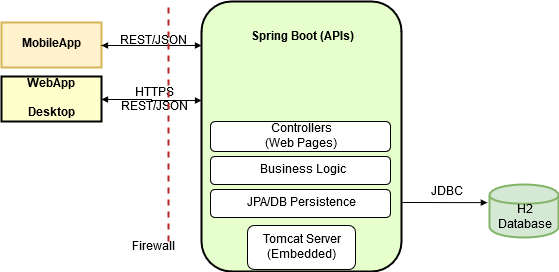 MobileApp
REST/JSON
Spring Boot (APIs)
WebApp
Desktop
HTTPS
REST/JSON
Controllers
(Web Pages)
Business Logic
JPA/DB Persistence
JDBC
H2
Database
Firewall
Tomcat Server
(Embedded)